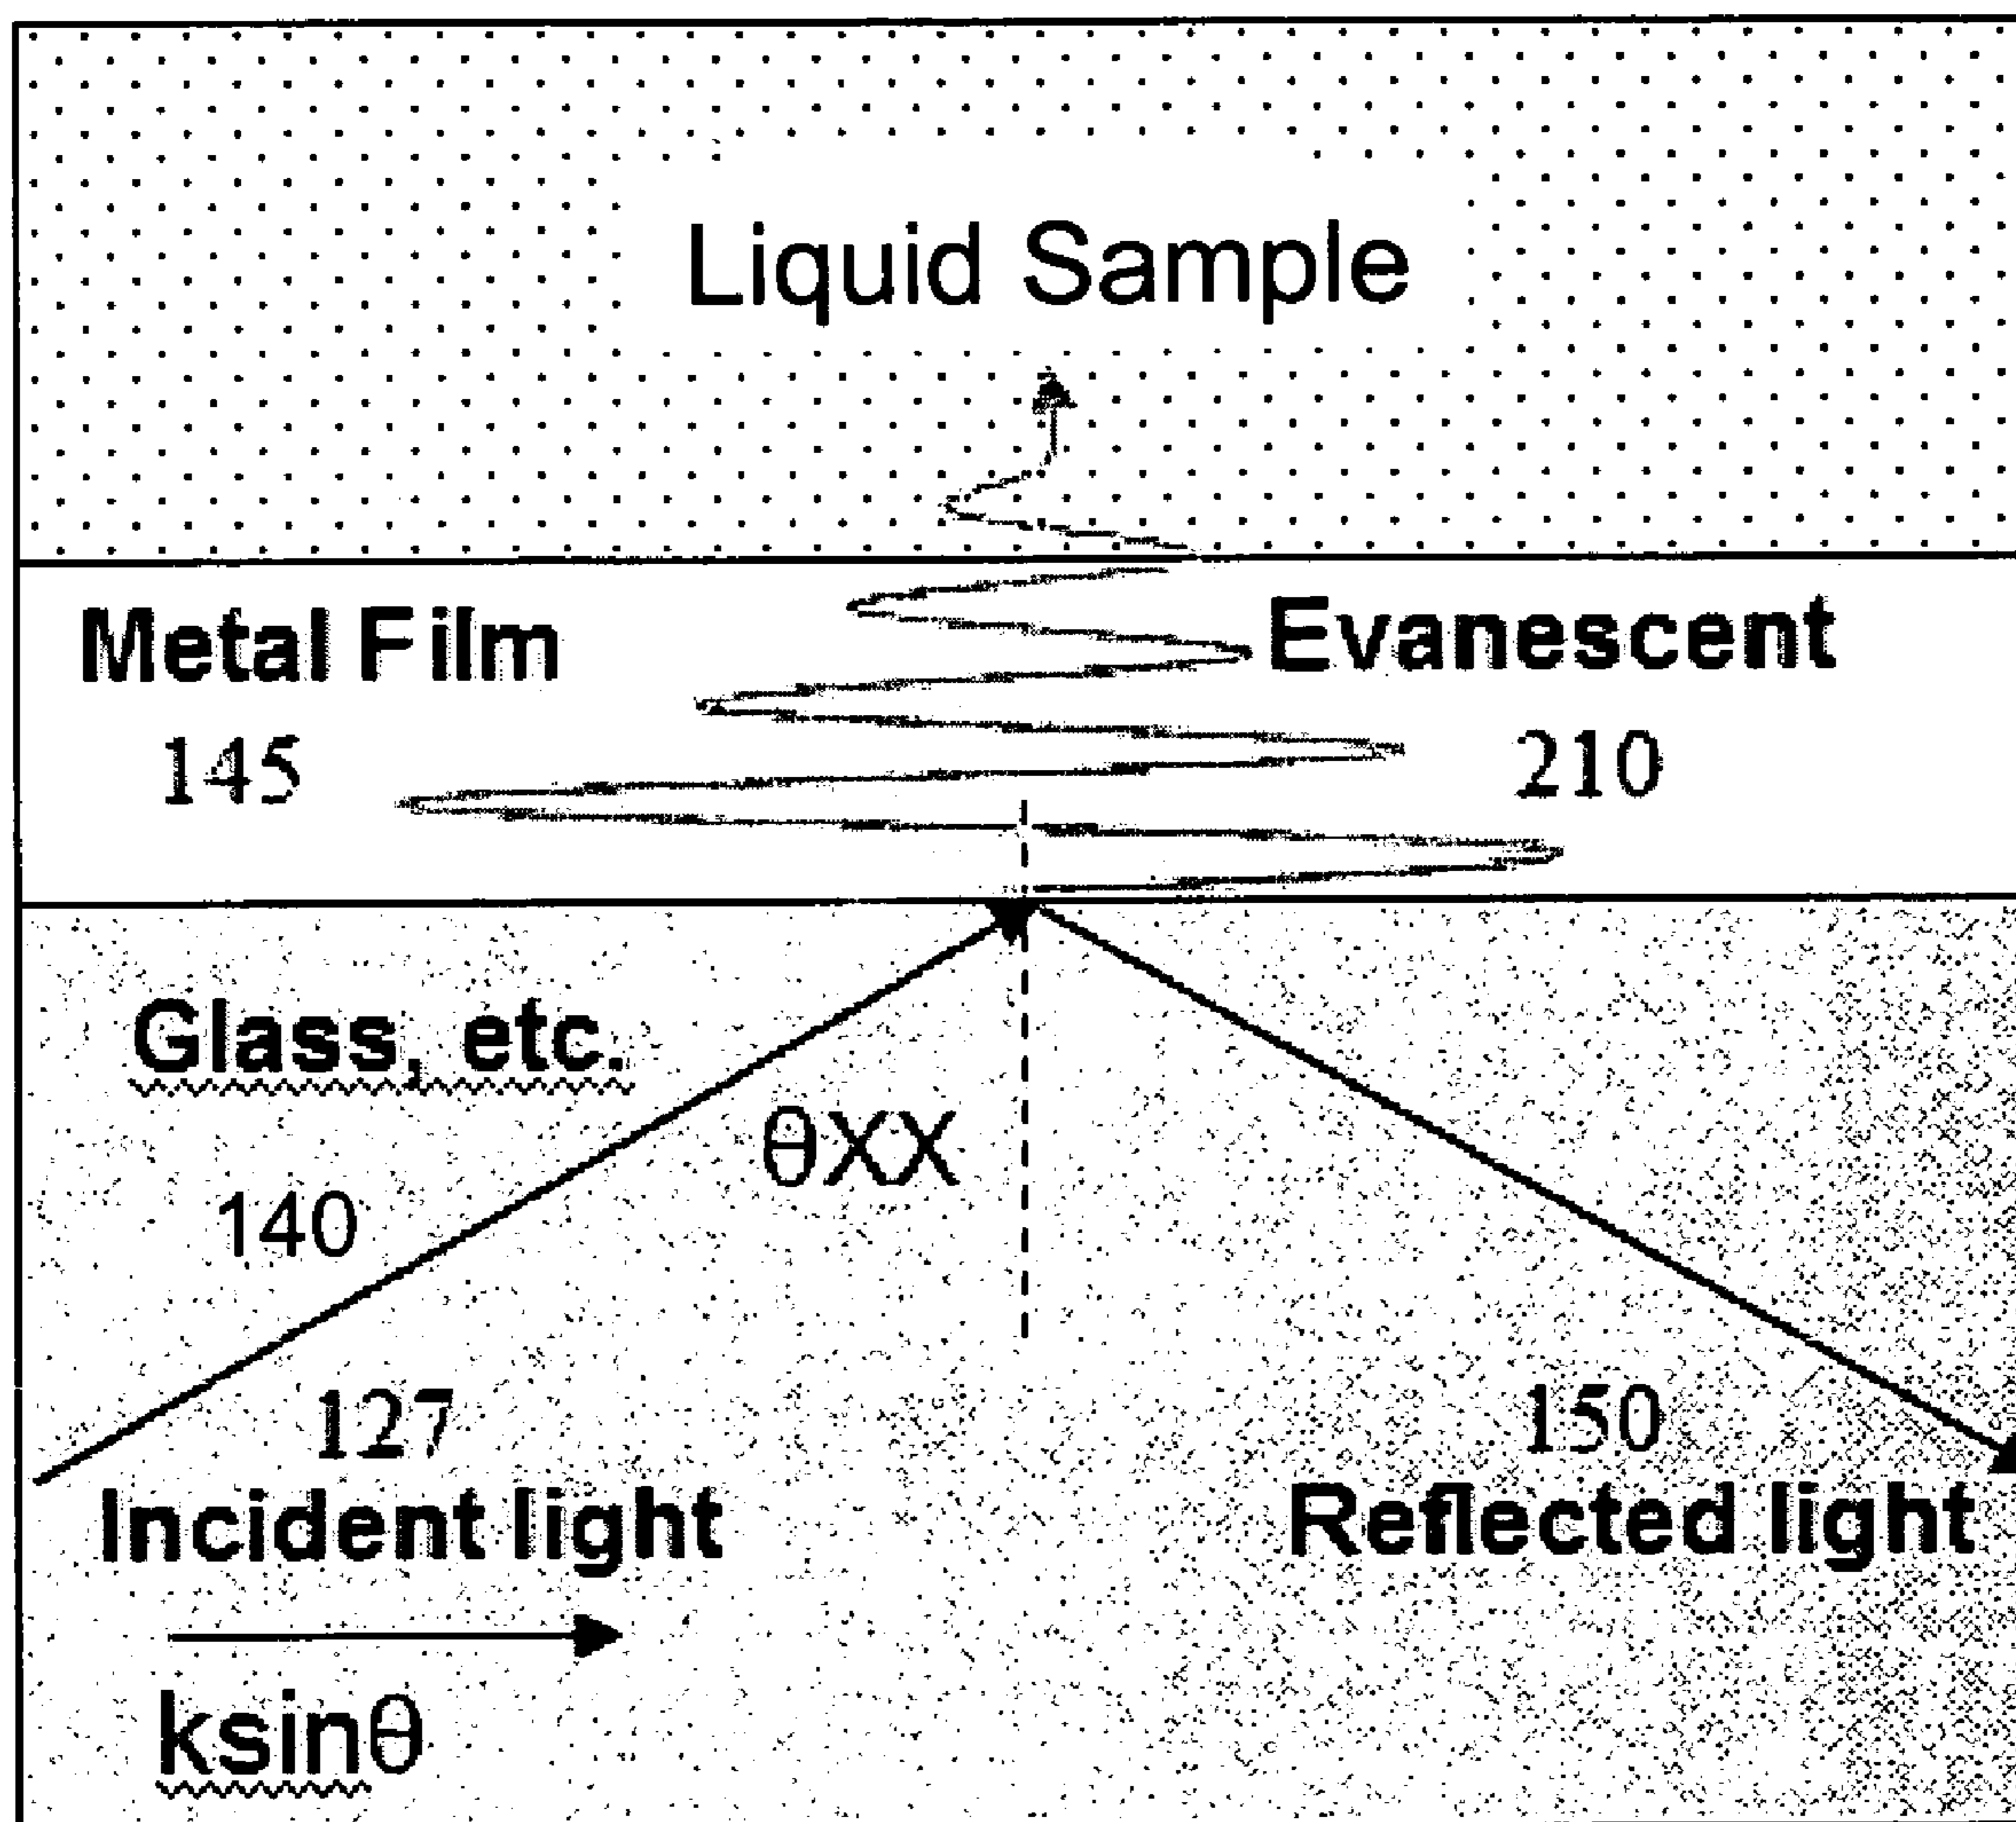 Liquid Sample
Metal Film
Evanescent
145
210
Glass, etc.
θXX
140
127
150
Incident light
Reflected light
ksinθ